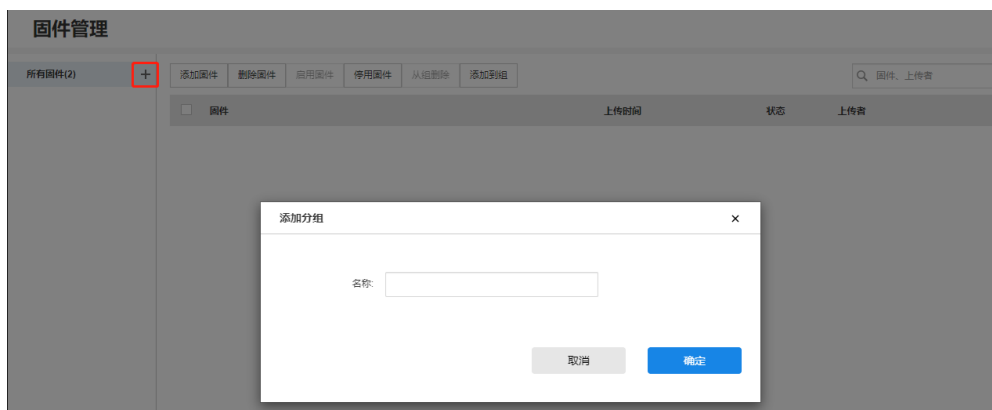 固件管理
所有固件(2) +
添加固件 删除固件 启用固件 停用固件 从组删除 添加到组 固件、上传者
固件 上传时间 状态 上传者
添加分组 ×
名称:
取消 确定